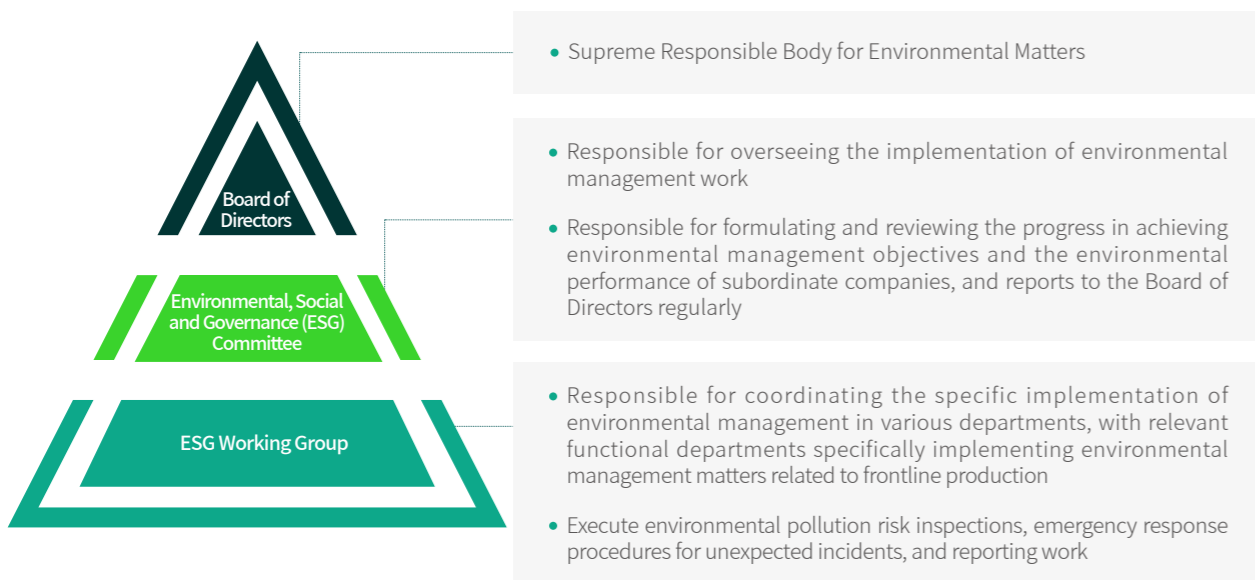 Board of
Directors
Supreme Responsible Body for Environmental Matters
Environmental, Social
and Governance (ESG)
Committee
Responsible for overseeing the implementation of environmental
management work
Responsible for formulating and reviewing the progress in achieving
environmental management objectives and the environmental
performance of subordinate companies, and reports to the Board of
Directors regularly
ESG Working Group
Responsible for coordinating the specific implementation of
environmental management in various departments, with relevant
functional departments specifically implementing environmental
management matters related to frontline production
Execute environmental pollution risk inspections, emergency response
procedures for unexpected incidents, and reporting work